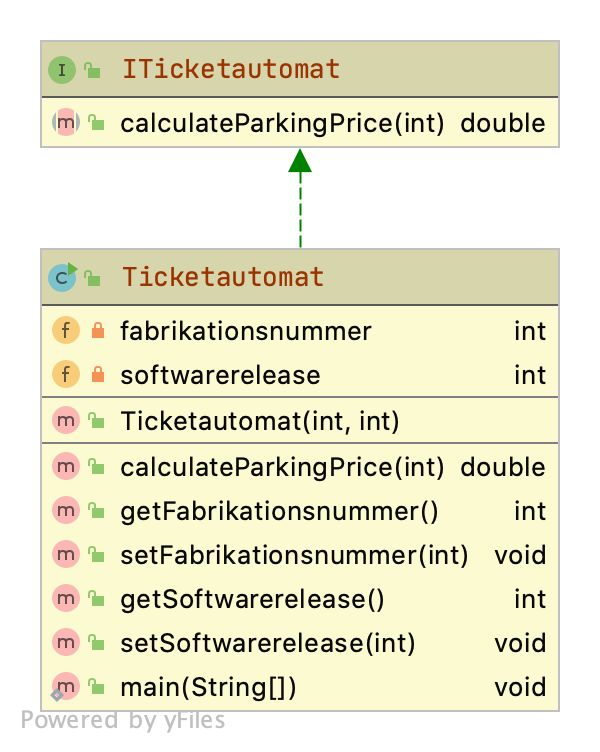 I ITicketautomat
m calculateParkingPrice(int) double
C Ticketautomat
f fabrikationsnummer int
f softwarerelease int
m Ticketautomat(int, int)
m calculateParkingPrice(int) double
m getFabrikationsnummer() int
m setFabrikationsnummer(int) void
m getSoftwarerelease() int
m setSoftwarerelease(int) void
m main(String[]) void
Powered by yFiles